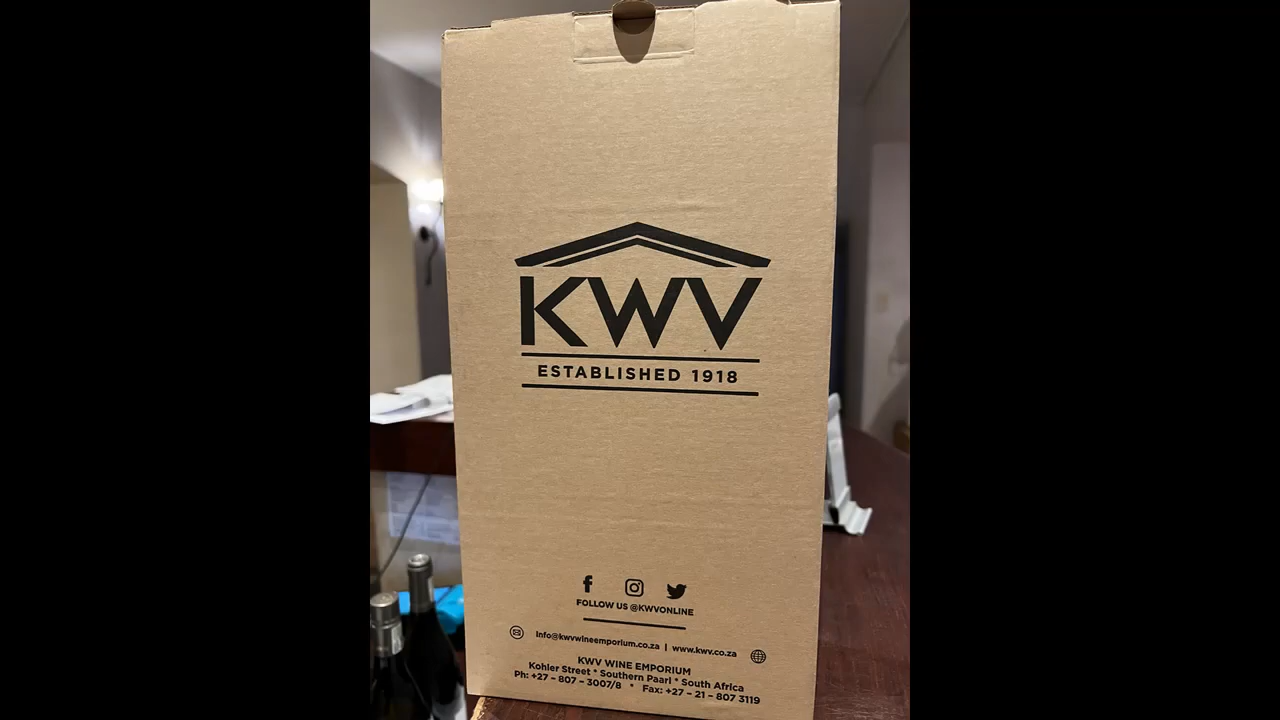 KWV
ESTABLISHED 1918
FOLLOW US @KWVONLINE
info@kwvwineemporium.co.za | www.kwv.co.za
KWV WINE EMPORIUM
Kohler Street * Southern Paarl * South Africa
Ph: +27 – 807 – 3007/8 * Fax: +27 – 21 – 807 3119